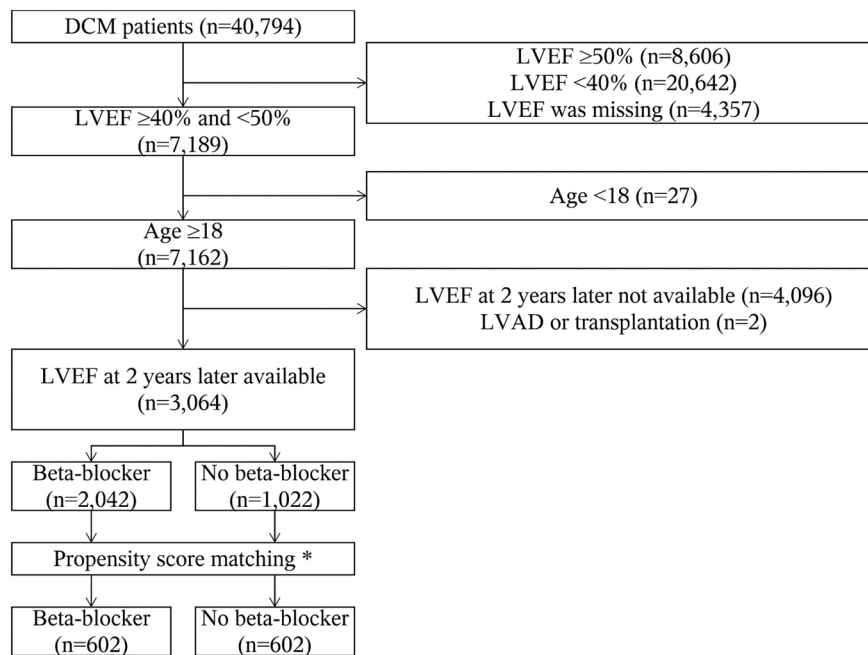 DCM patients (n=40,794)
LVEF ≥50% (n=8,606)
LVEF <40% (n=20,642)
LVEF was missing (n=4,357)
LVEF ≥40% and <50%
(n=7,189)
Age <18 (n=27)
Age ≥18
(n=7,162)
LVEF at 2 years later not available (n=4,096)
LVAD or transplantation (n=2)
LVEF at 2 years later available
(n=3,064)
Beta-blocker
(n=2,042)
No beta-blocker
(n=1,022)
Propensity score matching *
Beta-blocker
(n=602)
No beta-blocker
(n=602)